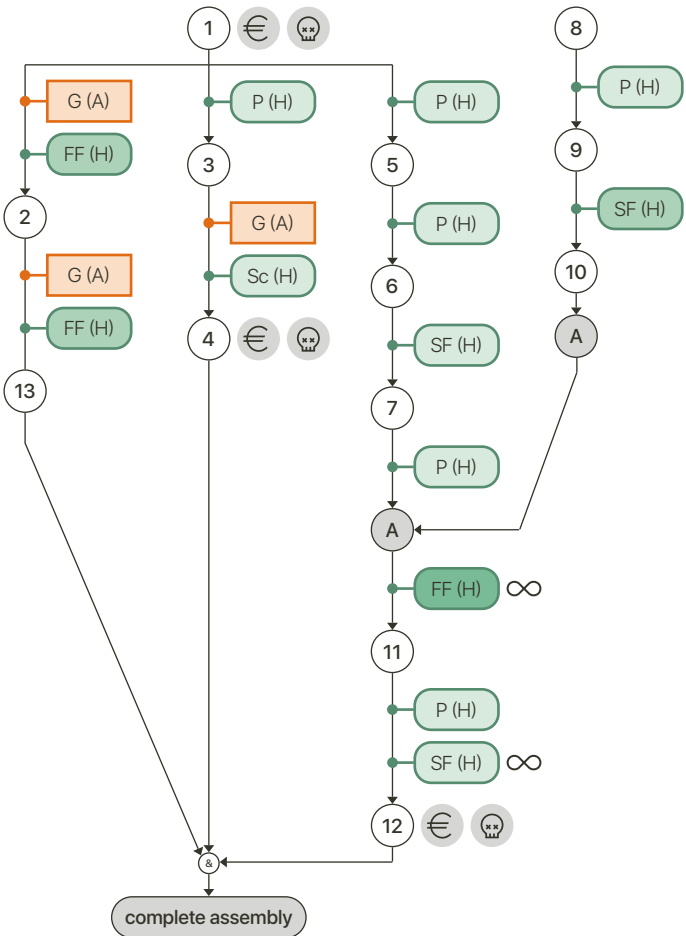 1 €
8
G (A)
P (H)
P (H)
P (H)
FF (H)
3
5
9
2
G (A)
P (H)
SF (H)
G (A)
Sc (H)
6
10
FF (H)
4 €
SF (H)
A
13
7
P (H)
A
FF (H) ∞
11
P (H)
SF (H) ∞
12 €
&
complete assembly